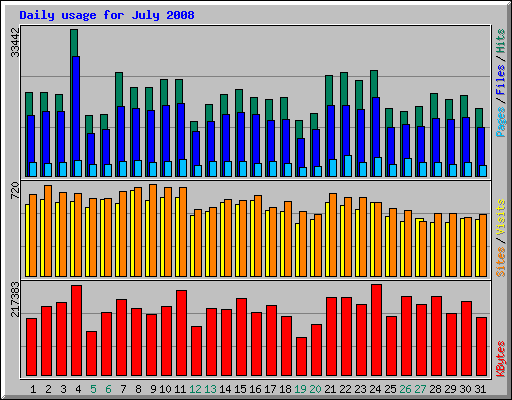 Daily usage for July 2008
33442
Pages / Files / Hits
720
Sites / Visits
217383
KBytes
1 2 3 4 5 6 7 8 9 10 11 12 13 14 15 16 17 18 19 20 21 22 23 24 25 26 27 28 29 30 31